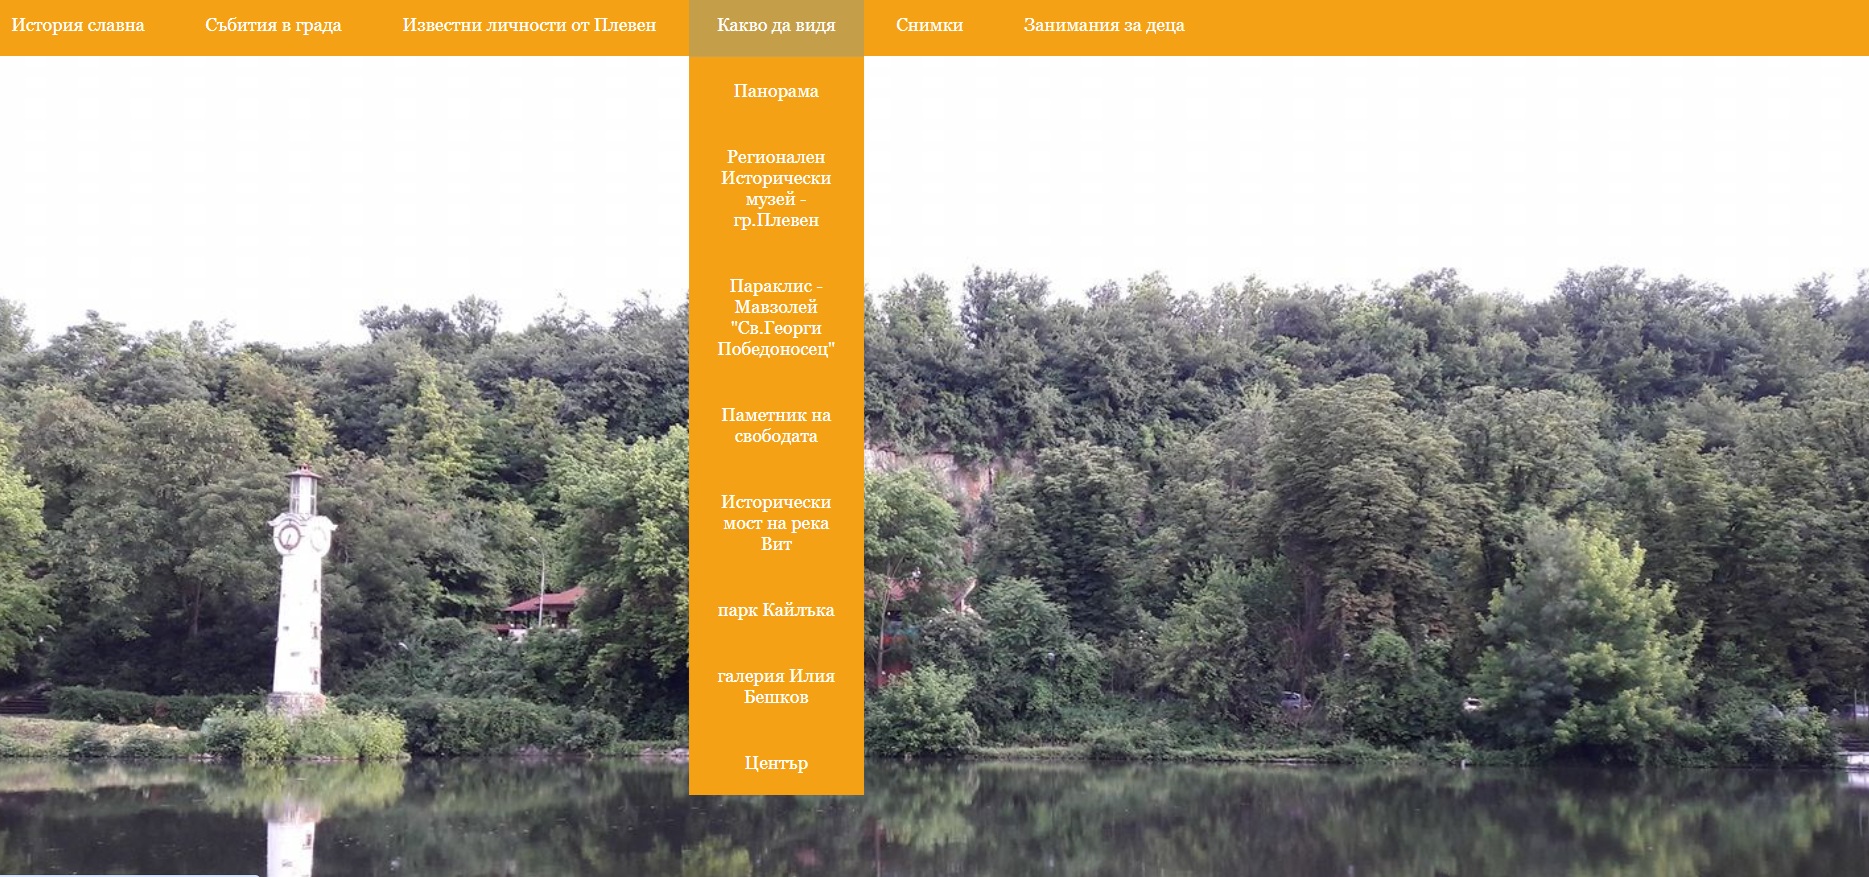 История славна
Събития в града
Известни личности от Плевен
Какво да видя
Снимки
Занимания за деца
Панорама
Регионален
Исторически
музей -
гр.Плевен
Параклис -
Мавзолей
"Св.Георги
Победоносец"
Паметник на
свободата
Исторически
мост на река
Вит
парк Кайлъка
галерия Илия
Бешков
Център